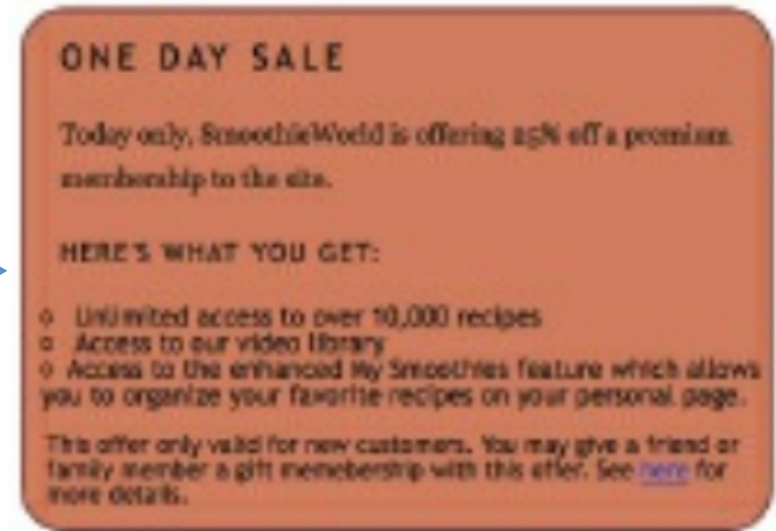 ONE DAY SALE
Today only, SmoothieWorld is offering 25% off a premium
membership to the site.
HERE'S WHAT YOU GET:
o Unlimited access to over 10,000 recipes
o Access to our video library
o Access to the enhanced My Smoothies feature which allows
you to organize your favorite recipes on your personal page.
This offer only valid for new customers. You may give a friend or
family member a gift memebership with this offer. See here for
more details.